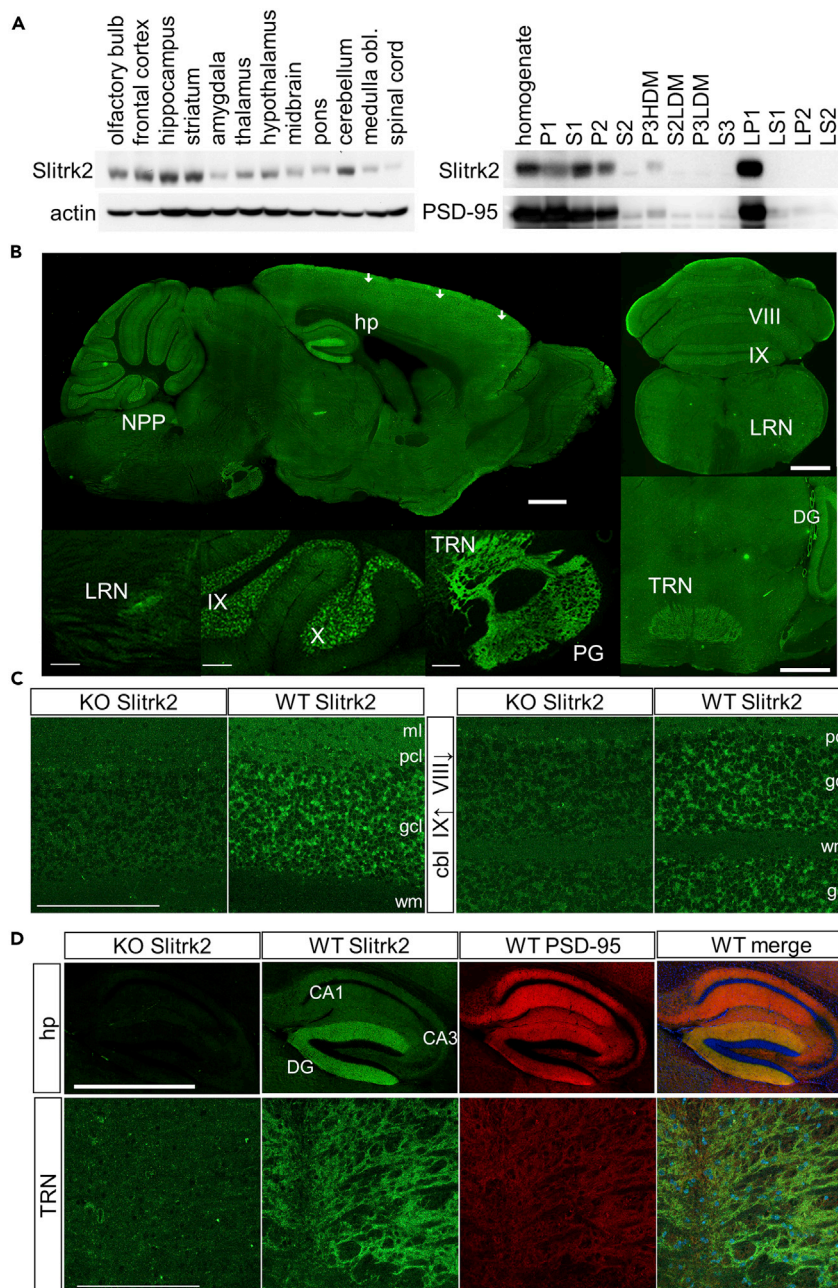 A
olfactory bulb
frontal cortex
hippocampus
striatum
amygdala
thalamus
hypothalamus
midbrain
pons
cerebellum
medulla obl.
spinal cord
Slitrk2
actin
homogenate
P1
S1
P2
S2
P3HDM
S2LDM
P3LDM
S3
LP1
LS1
LP2
LS2
Slitrk2
PSD-95
B
hp
NPP
VIII
IX
LRN
LRN
IX
X
TRN
PG
DG
TRN
C
KO Slitrk2
WT Slitrk2
ml
pcl
gcl
wm
cbl IX↑ VIII↓
KO Slitrk2
WT Slitrk2
D
KO Slitrk2
WT Slitrk2
WT PSD-95
WT merge
hp
CA1
CA3
DG
TRN